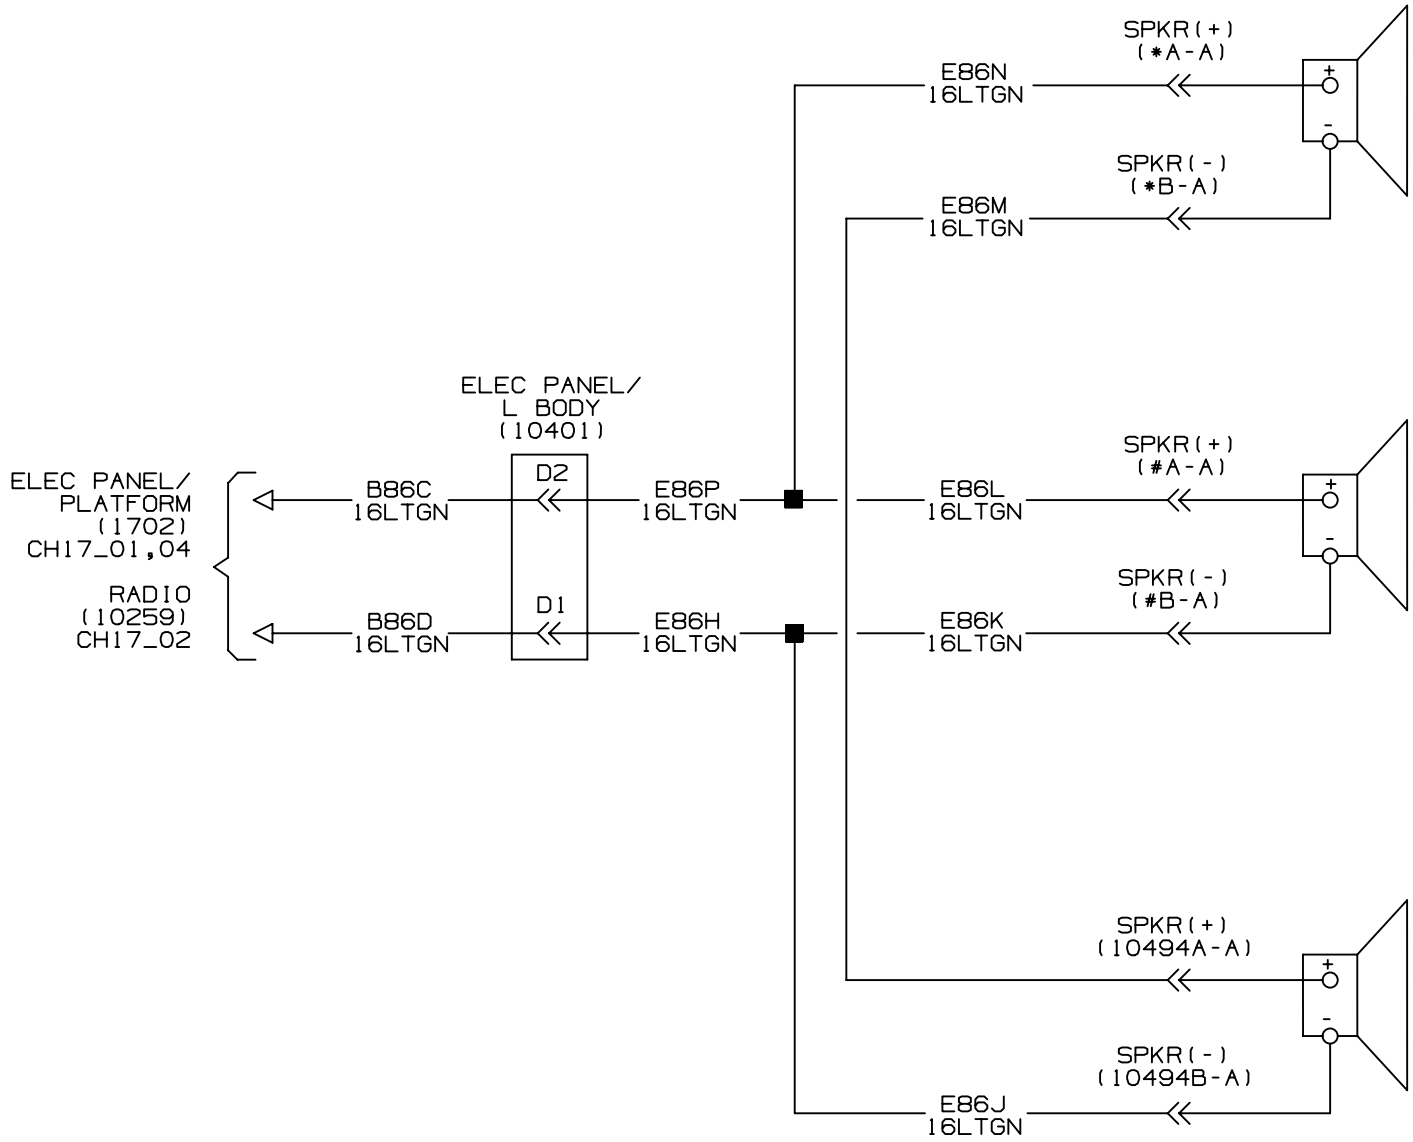 SPKR(+)
(*A-A)
E86N
16LTGN
+
-
SPKR(-)
(*B-A)
E86M
16LTGN
ELEC PANEL/
L BODY
(10401)
SPKR(+)
(#A-A)
ELEC PANEL/
PLATFORM
(1702)
CH17_01,04
D2
B86C
16LTGN
E86P
16LTGN
E86L
16LTGN
+
-
RADIO
(10259)
CH17_02
D1
B86D
16LTGN
E86H
16LTGN
SPKR(-)
(#B-A)
E86K
16LTGN
SPKR(+)
(10494A-A)
+
-
SPKR(-)
(10494B-A)
E86J
16LTGN